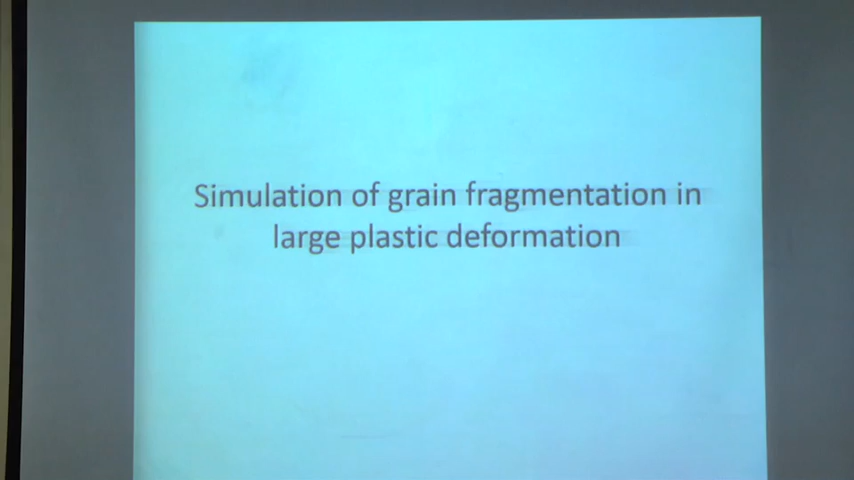 Simulation of grain fragmentation in
large plastic deformation